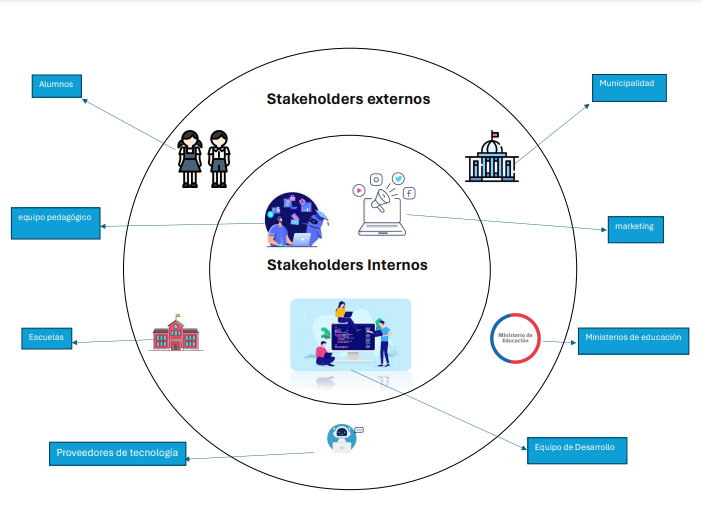 Alumnos
Municipalidad
Stakeholders externos
equipo pedagógico
marketing
Stakeholders Internos
Escuelas
Ministerio de
Educación
Ministerios de educación
Proveedores de tecnología
Equipo de Desarrollo